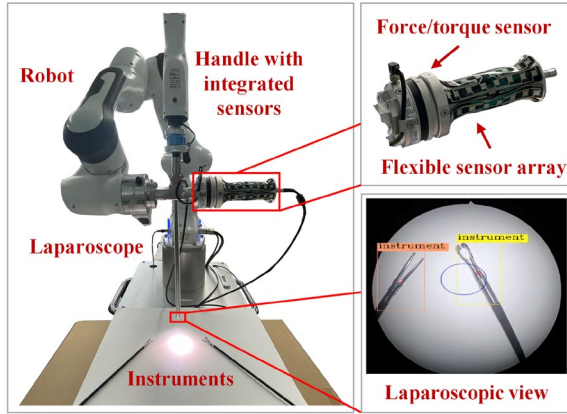 Robot
Handle with
integrated
sensors
Laparoscope
Instruments
Force/torque sensor
Flexible sensor array
instrument
instrument
Laparoscopic view